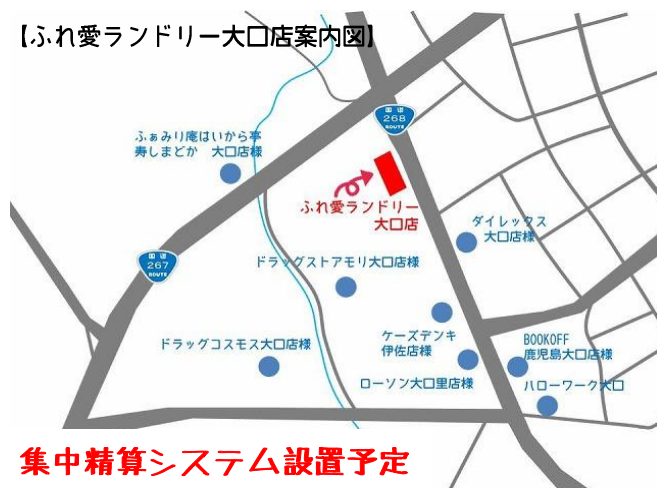 【ふれ愛ランドリー大口店案内図】
国道
268
ROUTE
ふぁみり庵はいから亭
寿しまどか 大口店様
ふれ愛ランドリー
大口店
ダイレックス
大口店様
国道
267
ROUTE
ドラッグストアモリ大口店様
ケーズデンキ
伊佐店様
ドラッグコスモス大口店様
BOOKOFF
鹿児島大口店様
ローソン大口里店様
ハローワーク大口
集中精算システム設置予定